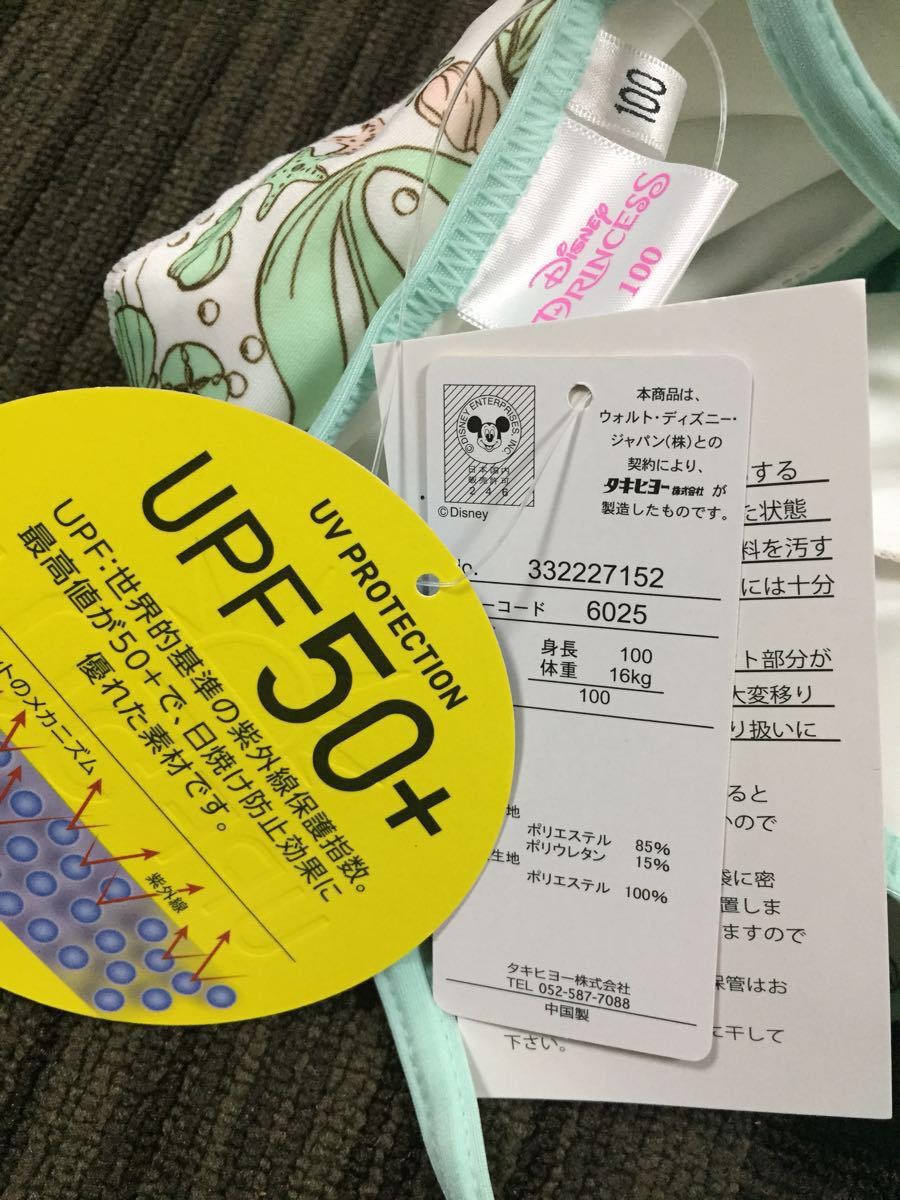 100
Disney
PRINCESS
100
UV PROTECTION
UPF50+
UPF:世界的基準の紫外線保護指数。
最高値が50+で、日焼け防止効果に
優れた素材です。
トのメカニズム
紫外線
©DISNEY ENTERPRISES, INC.
日本国内
販売許可
246
©Disney
本商品は、
ウォルト・ディズニー・
ジャパン(株)との
契約により、
タキヒヨー株式会社が
製造したものです。
332227152
ーコード 6025
身長 100
体重 16kg
100
地
ポリエステル 85%
ポリウレタン 15%
生地
ポリエステル 100%
タキヒヨー株式会社
TEL 052-587-7088
中国製
する
た状態
料を汚す
には十分
ト部分が
大変移り
り扱いに
ると
ので
袋に密
置しま
ますので
保管はお
に干して
下さい。